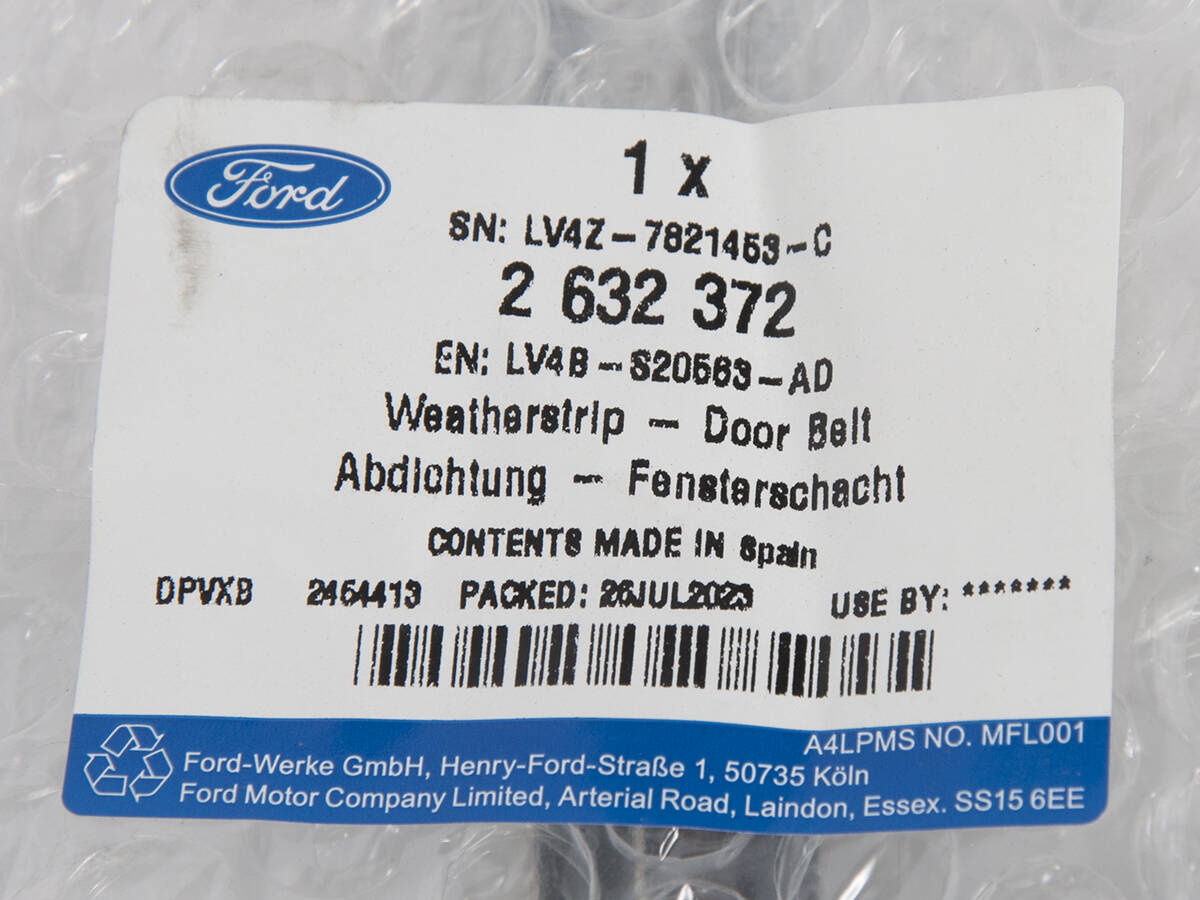 Ford
1 x
SN: LV4Z-7821453-C
2 632 372
EN: LV4B-S20563-AD
Weatherstrip - Door Belt
Abdichtung - Fensterschacht
CONTENTS MADE IN Spain
DPVXB 2454413 PACKED: 26JUL2023 USE BY: *******
A4LPMS NO. MFL001
Ford-Werke GmbH, Henry-Ford-Straße 1, 50735 Köln
Ford Motor Company Limited, Arterial Road, Laindon, Essex. SS15 6EE